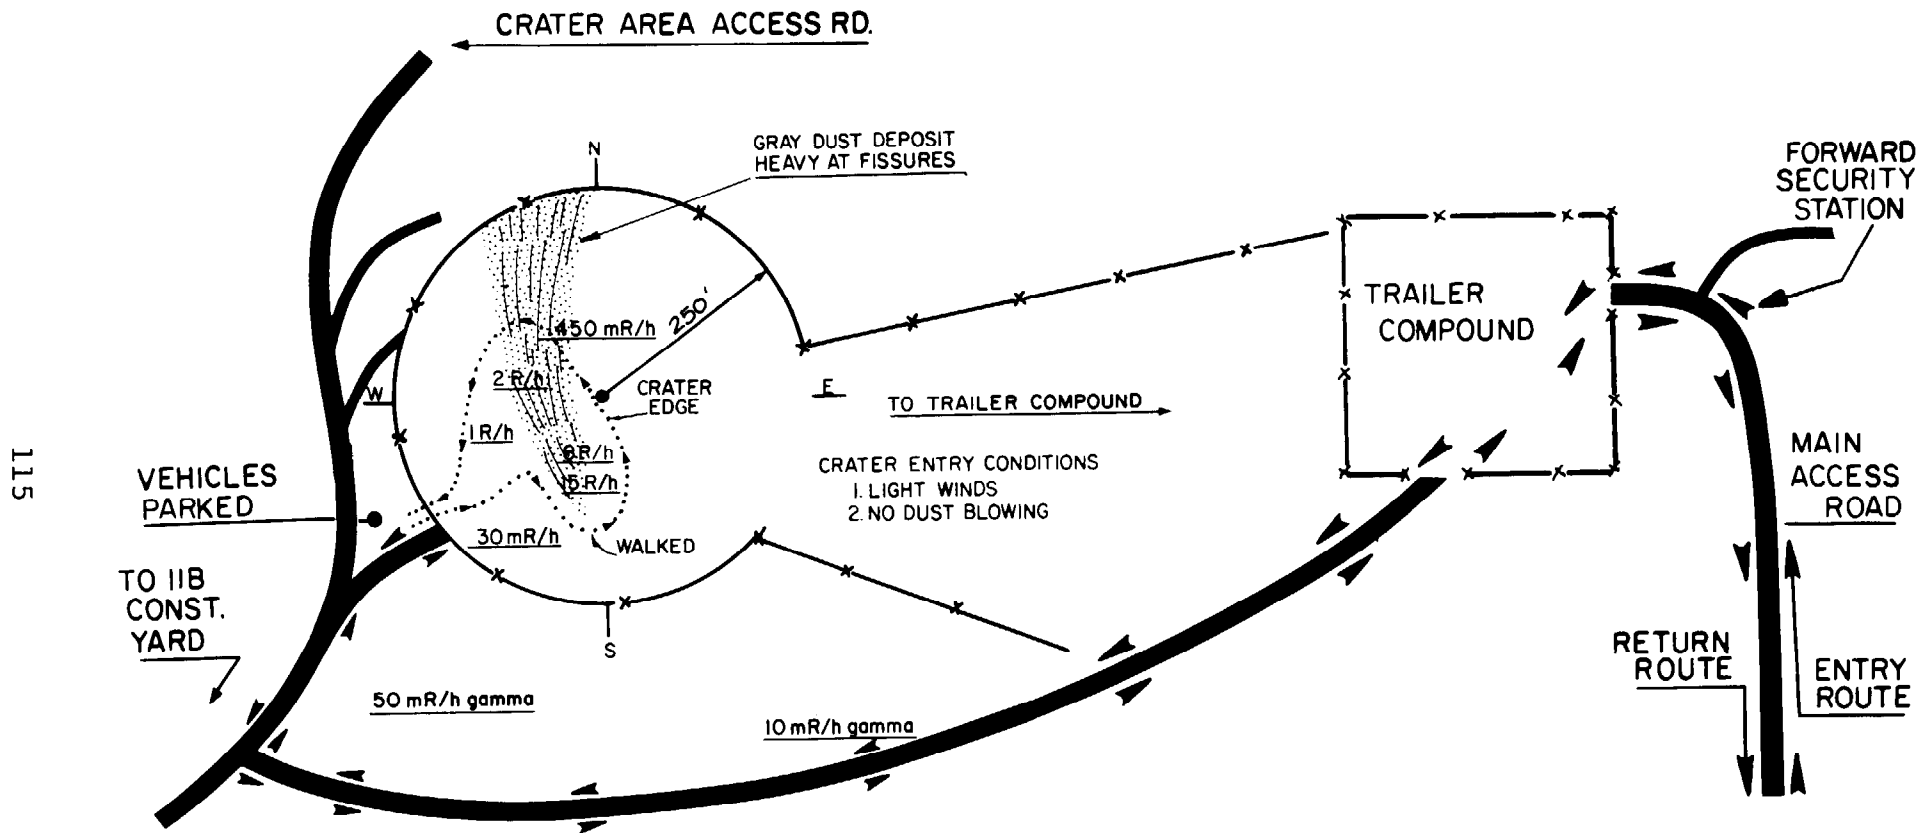 CRATER AREA ACCESS RD.
N
GRAY DUST DEPOSIT
HEAVY AT FISSURES
FORWARD
SECURITY
STATION
250'
450 mR/h
TRAILER
COMPOUND
2 R/h
CRATER
EDGE
W
E
TO TRAILER COMPOUND
1 R/h
MAIN
ACCESS
ROAD
R/h
15 R/h
CRATER ENTRY CONDITIONS
1. LIGHT WINDS
2. NO DUST BLOWING
VEHICLES
PARKED
115
30 mR/h
WALKED
TO 11B
CONST.
YARD
S
RETURN
ROUTE
ENTRY
ROUTE
50 mR/h gamma
10 mR/h gamma